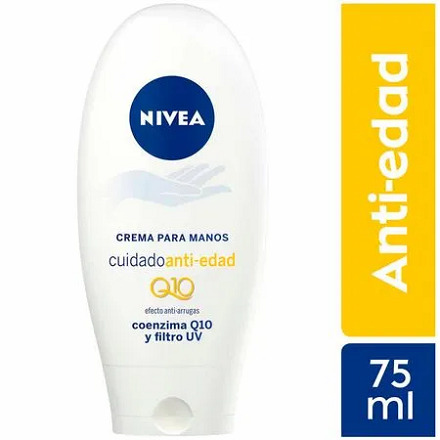 NIVEA
CREMA PARA MANOS
cuidadoanti-edad
Q10
efecto anti-arrugas
coenzima Q10
y filtro UV
Anti-edad
75
ml